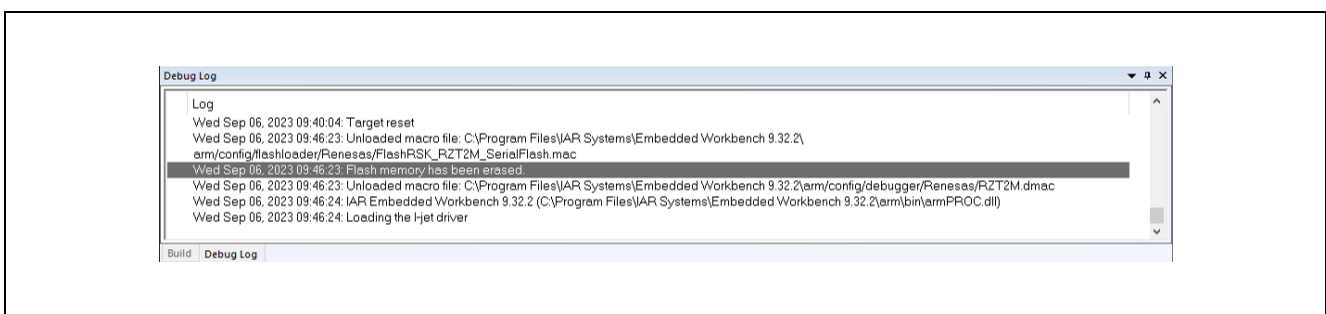 Debug Log
Log
Wed Sep 06, 2023 09:40:04: Target reset
Wed Sep 06, 2023 09:46:23: Unloaded macro file: C:\Program Files\IAR Systems\Embedded Workbench 9.32.2\
arm/config/flashloader/Renesas/FlashRSK_RZT2M_SerialFlash.mac
Wed Sep 06, 2023 09:46:23: Flash memory has been erased.
Wed Sep 06, 2023 09:46:23: Unloaded macro file: C:\Program Files\IAR Systems\Embedded Workbench 9.32.2\arm/config/debugger/Renesas/RZT2M.dmac
Wed Sep 06, 2023 09:46:24: IAR Embedded Workbench 9.32.2 (C:\Program Files\IAR Systems\Embedded Workbench 9.32.2\arm\bin\armPROC.dll)
Wed Sep 06, 2023 09:46:24: Loading the I-jet driver
Build Debug Log